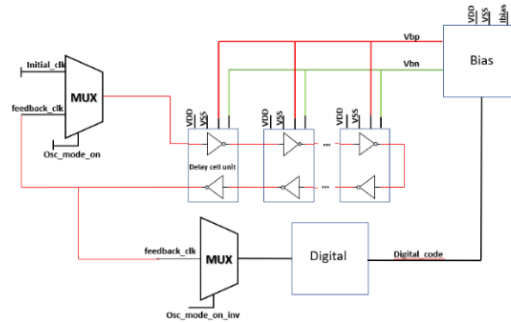 VDD
VSS
Ibias
Initial_clk
Vbp
Vbn
Bias
MUX
feedback_clk
VDD
VSS
VDD
VSS
VDD
VSS
Osc_mode_on
...
Delay cell unit
...
feedback_clk
MUX
Digital
Digital_code
Osc_mode_on_inv